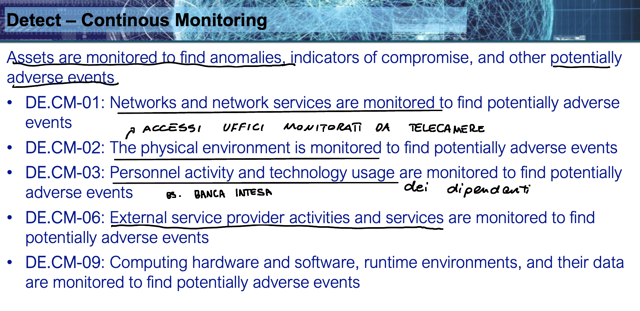 Detect – Continous Monitoring
Assets are monitored to find anomalies, indicators of compromise, and other potentially
adverse events
• DE.CM-01: Networks and network services are monitored to find potentially adverse
events
ACCESSI UFFICI MONITORATI DA TELECAMERE
• DE.CM-02: The physical environment is monitored to find potentially adverse events
• DE.CM-03: Personnel activity and technology usage are monitored to find potentially
adverse events
es. BANCA INTESA
dei dipendenti
• DE.CM-06: External service provider activities and services are monitored to find
potentially adverse events
• DE.CM-09: Computing hardware and software, runtime environments, and their data
are monitored to find potentially adverse events